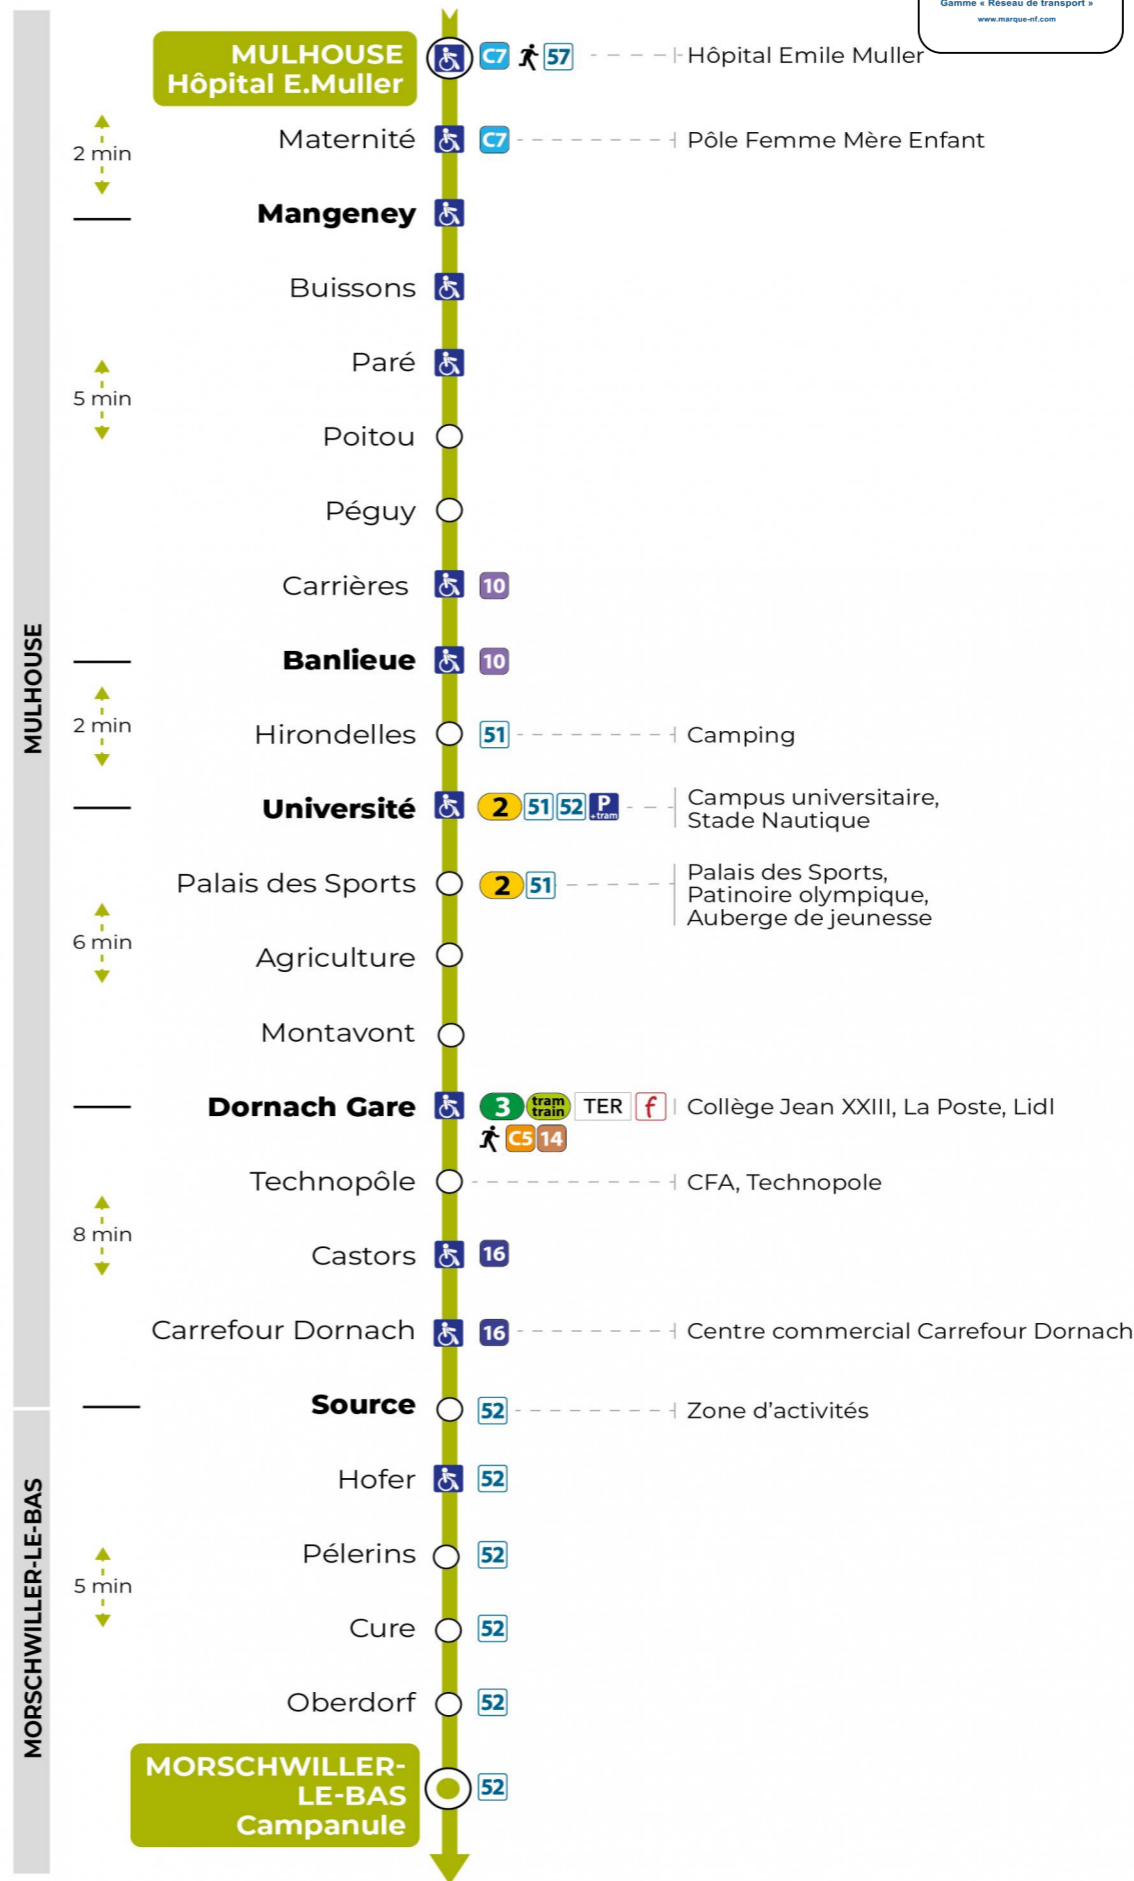 Gamme « Réseau de transport »
www.marque-nf.com
MULHOUSE
Hôpital E.Muller
C7 57
Hôpital Emile Muller
Maternité
C7
Pôle Femme Mère Enfant
2 min
Mangeney
Buissons
Paré
5 min
Poitou
Péguy
Carrières
10
MULHOUSE
Banlieue
10
2 min
Hirondelles
51
Camping
Université
2 51 52 P
+tram
Campus universitaire,
Stade Nautique
Palais des Sports
2 51
Palais des Sports,
Patinoire olympique,
Auberge de jeunesse
6 min
Agriculture
Montavont
Dornach Gare
3 tram
train TER f
Collège Jean XXIII, La Poste, Lidl
C5 14
Technopôle
CFA, Technopole
8 min
Castors
16
Carrefour Dornach
16
Centre commercial Carrefour Dornach
Source
52
Zone d'activités
MORSCHWILLER-LE-BAS
Hofer
52
Pélerins
52
5 min
Cure
52
Oberdorf
52
MORSCHWILLER-
LE-BAS
Campanule
52